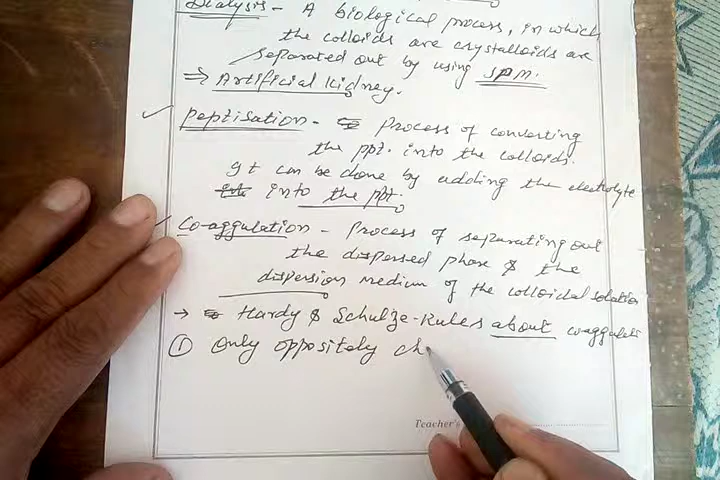 Dialysis - A biological process, in which
the colloids are crystalloids are
separated out by using SPM.
⇒ Artificial kidney.
✓ Peptisation - Process of converting
the ppt. into the colloids.
It can be done by adding the electrolyte
into the ppt.
✓ Co-aggulation - Process of separating out
the dispersed phase & the
dispersion medium of the colloidal solution
→ Hardy & Schulze-Rules about
① Only oppositely ch
Teacher's